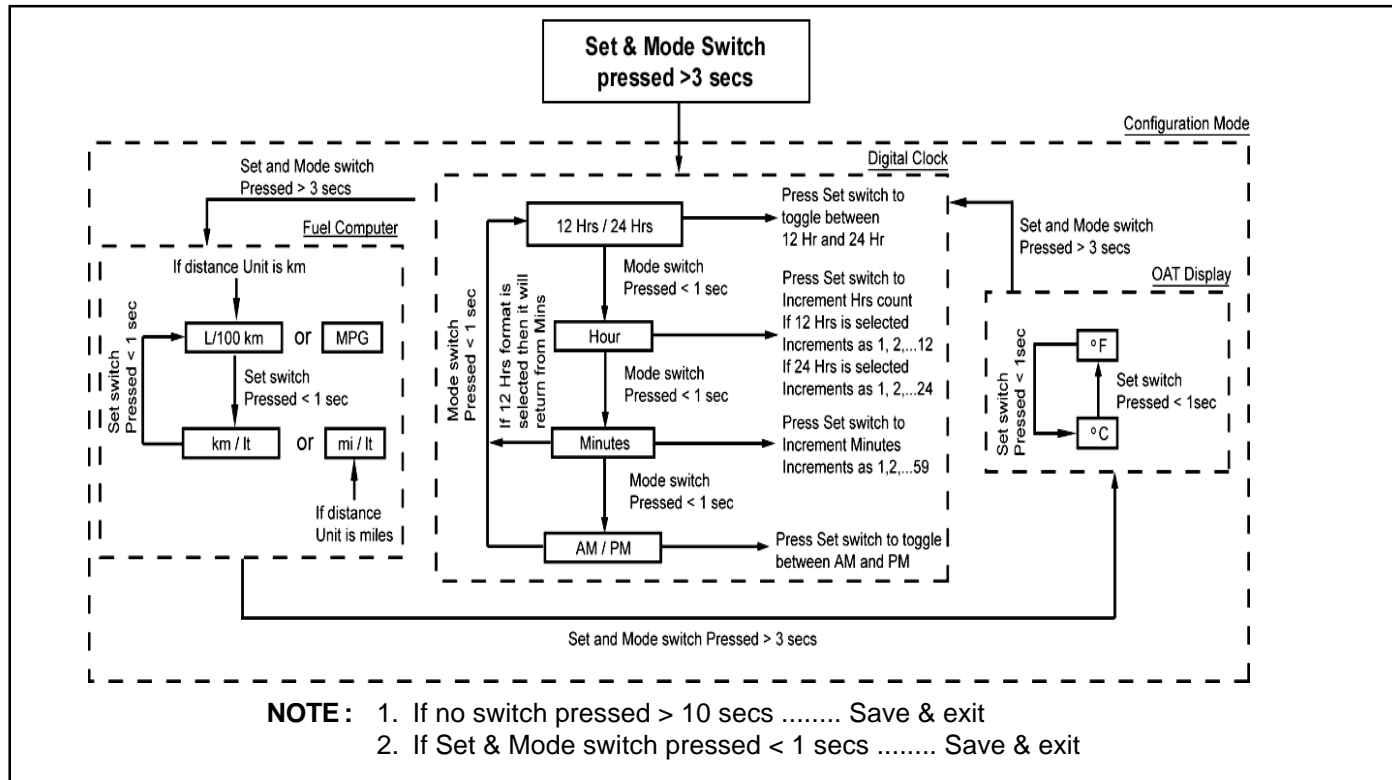 Set & Mode Switch
pressed >3 secs
Configuration Mode
Set and Mode switch
Pressed > 3 secs
Fuel Computer
If distance Unit is km
L/100 km
or
MPG
Set switch
Pressed < 1 sec
Set switch
Pressed < 1 sec
km / lt
or
mi / lt
If distance
Unit is miles
Digital Clock
12 Hrs / 24 Hrs
Press Set switch to
toggle between
12 Hr and 24 Hr
Mode switch
Pressed < 1 sec
Mode switch
Pressed < 1 sec
If 12 Hrs format is
selected then it will
return from Mins
Hour
Press Set switch to
Increment Hrs count
If 12 Hrs is selected
Increments as 1, 2,...12
If 24 Hrs is selected
Increments as 1, 2,...24
Mode switch
Pressed < 1 sec
Minutes
Press Set switch to
Increment Minutes
Increments as 1,2,...59
Mode switch
Pressed < 1 sec
AM / PM
Press Set switch to toggle
between AM and PM
Set and Mode switch
Pressed > 3 secs
OAT Display
°F
Set switch
Pressed < 1sec
Set switch
Pressed < 1sec
°C
Set and Mode switch Pressed > 3 secs
NOTE : 1. If no switch pressed > 10 secs ........ Save & exit
2. If Set & Mode switch pressed < 1 secs ........ Save & exit